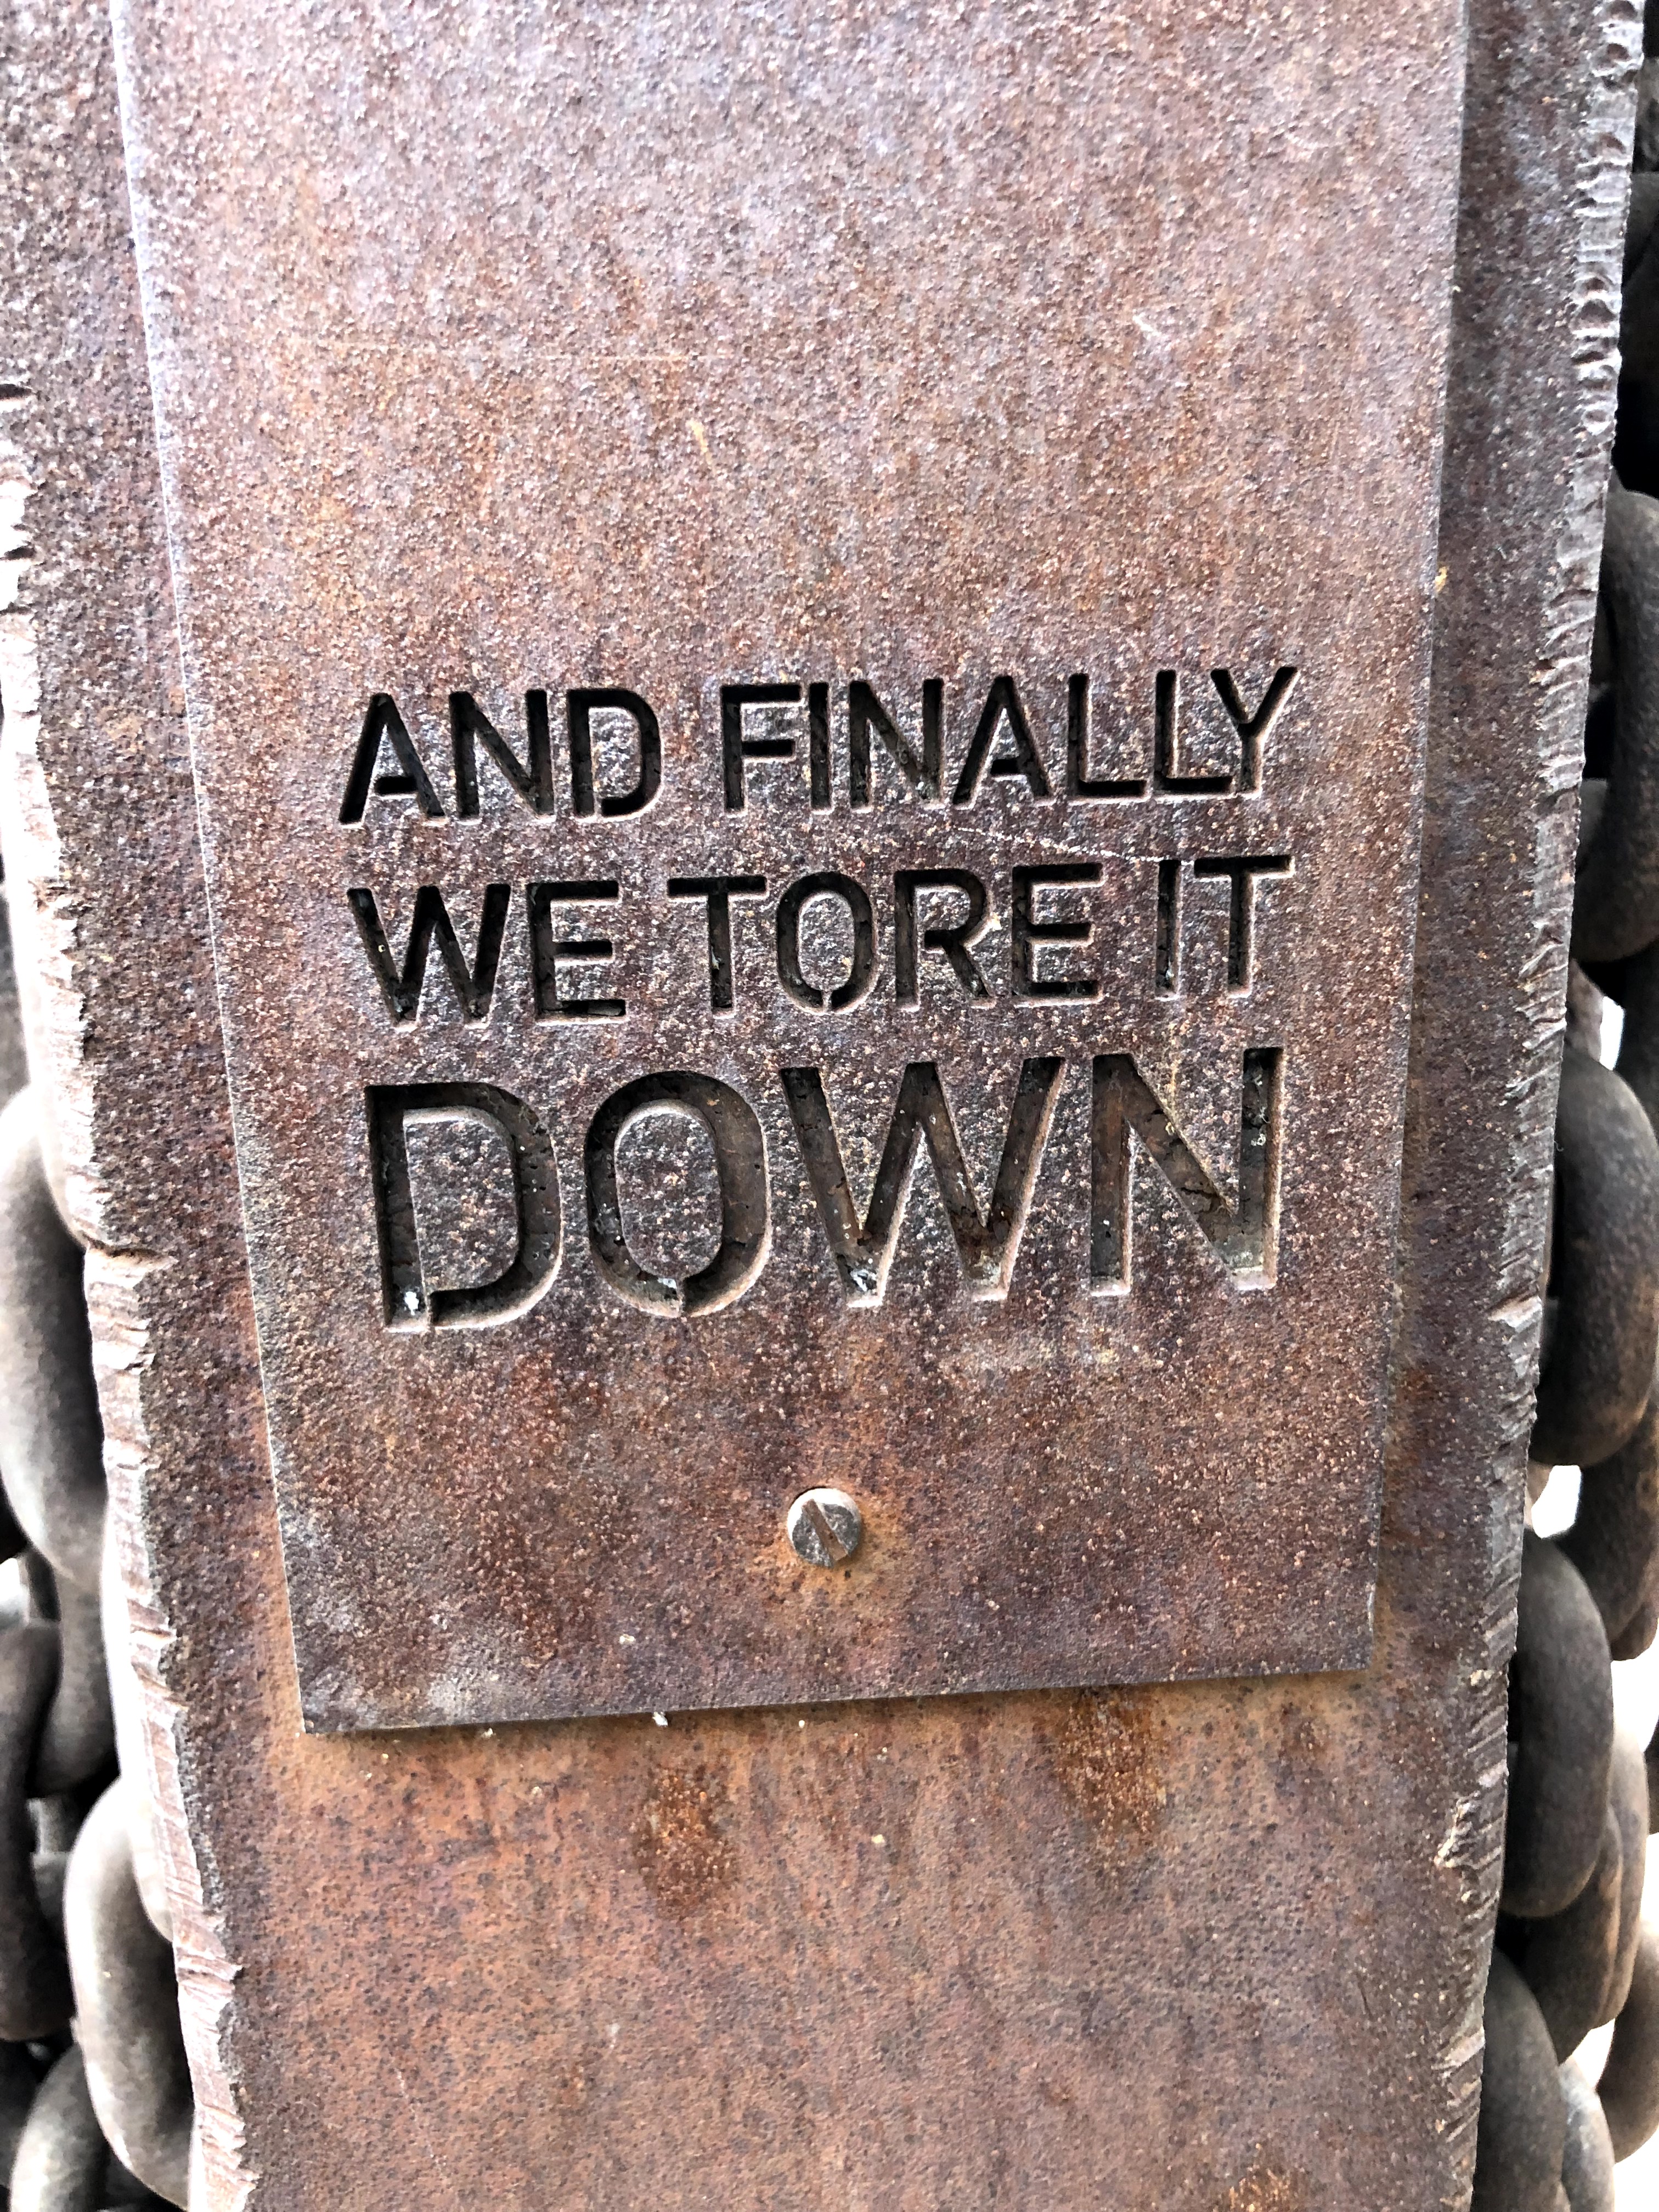 AND FINALLY
WE TORE IT
DOWN